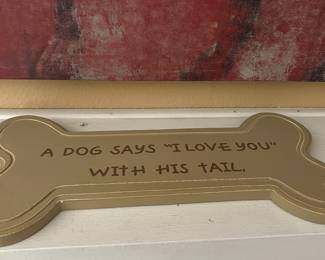 A DOG SAYS "I LOVE YOU"
WITH HIS tAIL.